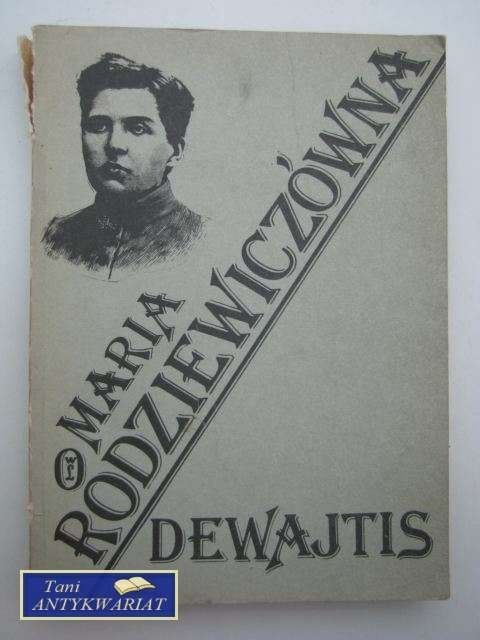 MARIA
RODZIEWICZÓWNA
DEWAJTIS
Tani
ANTYKWARIAT